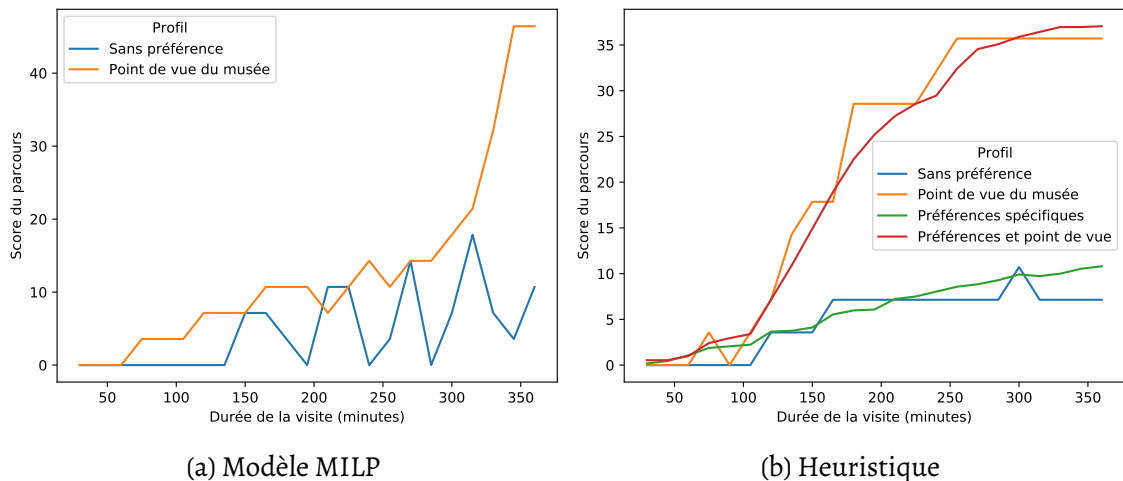 Profil
Sans préférence
Point de vue du musée
Score du parcours
40
30
20
10
0
50 100 150 200 250 300 350
Durée de la visite (minutes)
(a) Modèle MILP
Score du parcours
35
30
25
20
15
10
5
0
Profil
Sans préférence
Point de vue du musée
Préférences spécifiques
Préférences et point de vue
50 100 150 200 250 300 350
Durée de la visite (minutes)
(b) Heuristique